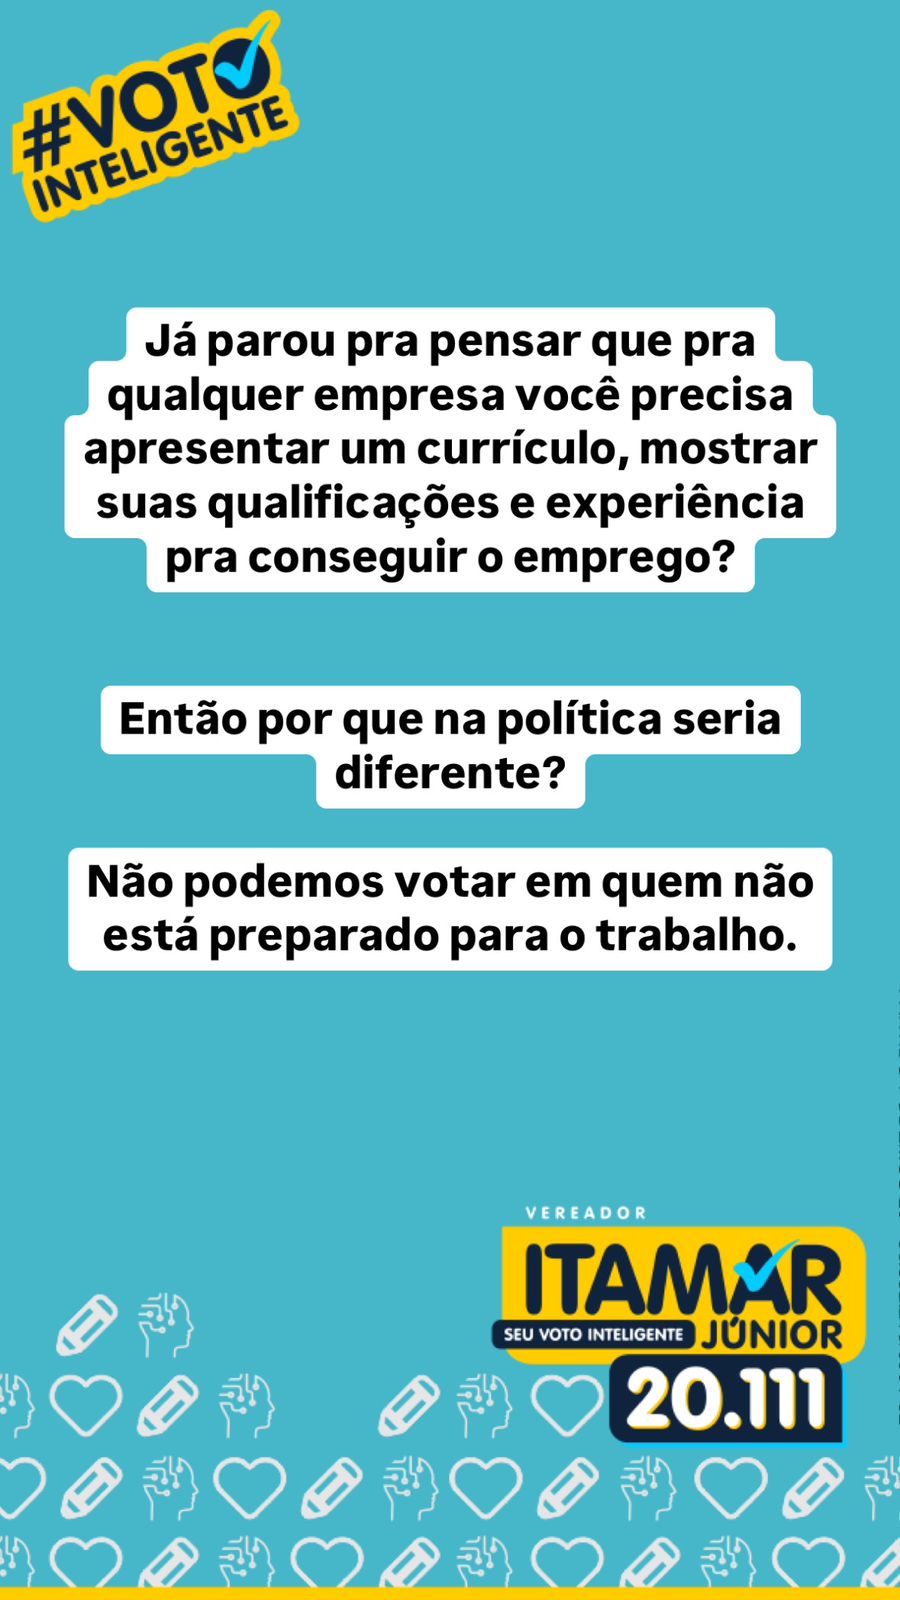 #VOTO
INTELIGENTE
Já parou pra pensar que pra
qualquer empresa você precisa
apresentar um currículo, mostrar
suas qualificações e experiência
pra conseguir o emprego?
Então por que na política seria
diferente?
Não podemos votar em quem não
está preparado para o trabalho.
VEREADOR
ITAMAR
SEU VOTO INTELIGENTE JÚNIOR
20.111